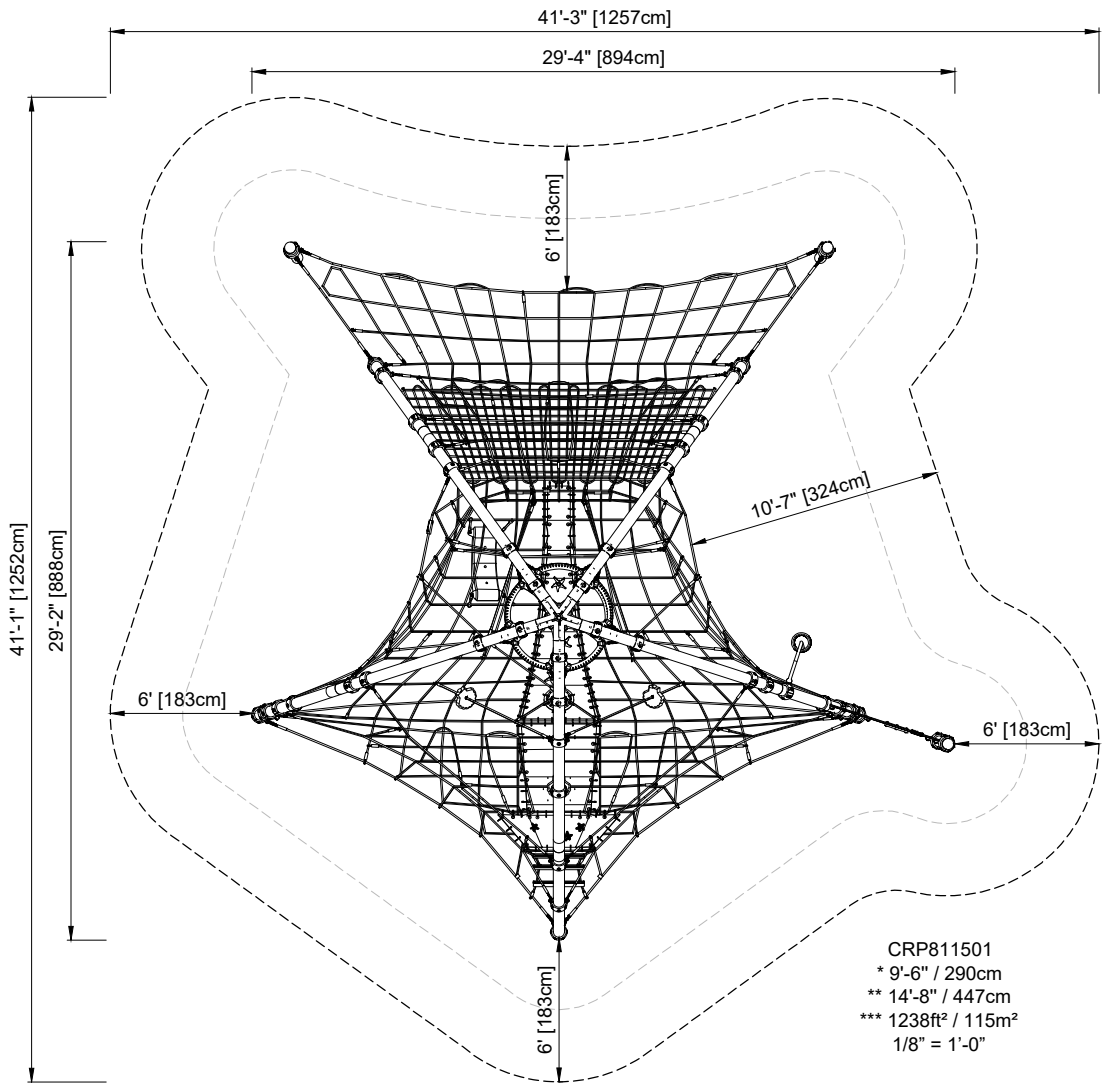 41'-3" [1257cm]
29'-4" [894cm]
6' [183cm]
41'-1" [1252cm]
29'-2" [888cm]
10'-7" [324cm]
6' [183cm]
6' [183cm]
6' [183cm]
CRP811501
* 9'-6" / 290cm
** 14'-8" / 447cm
*** 1238ft² / 115m²
1/8” = 1’-0”